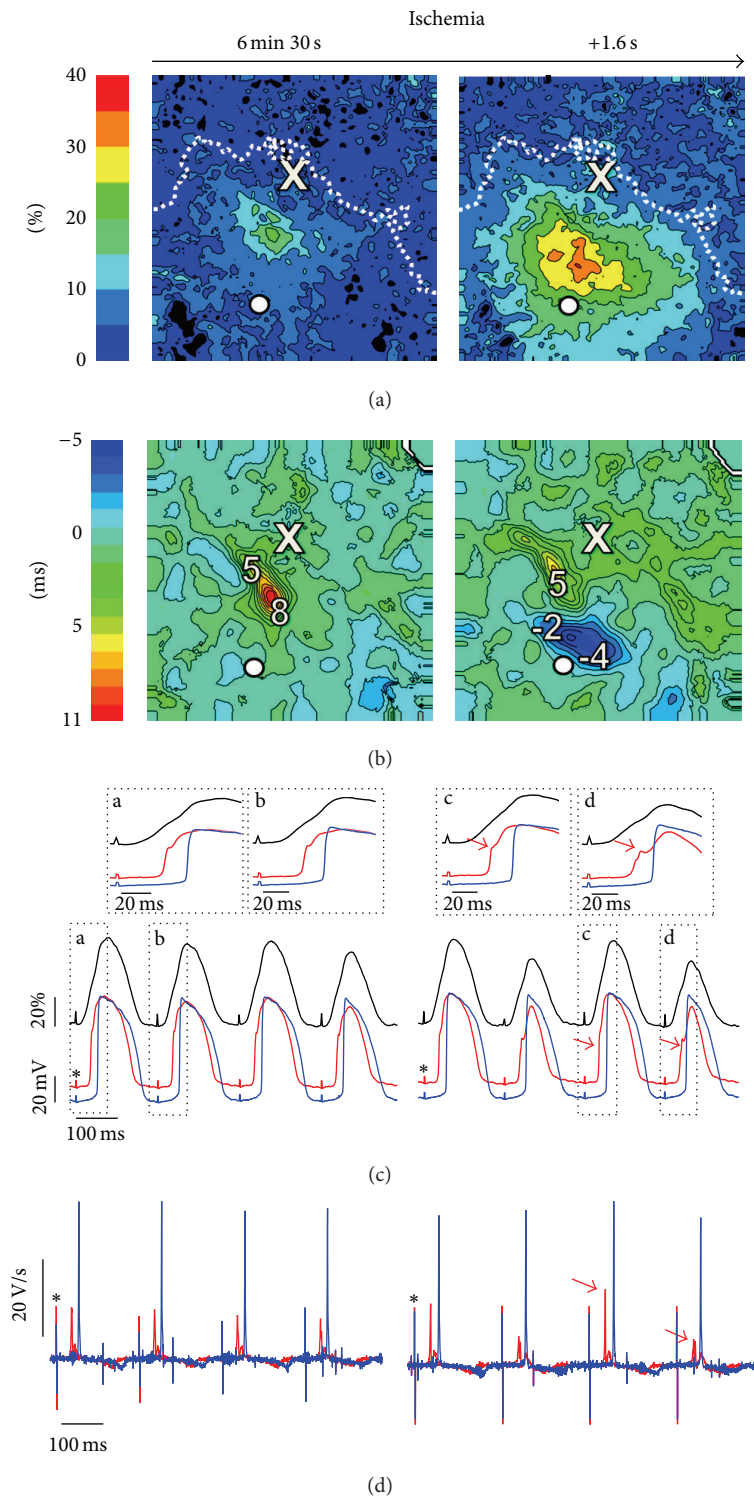 Ischemia
6 min 30 s
+1.6 s
40
30
20
10
0
(%)
X
X
(a)
−5
0
5
11
(ms)
X
5
8
X
5
-2
-4
(b)
a
b
c
d
20 ms
20 ms
20 ms
20 ms
a
b
c
d
20%
20 mV
*
*
100 ms
(c)
20 V/s
*
*
100 ms
(d)